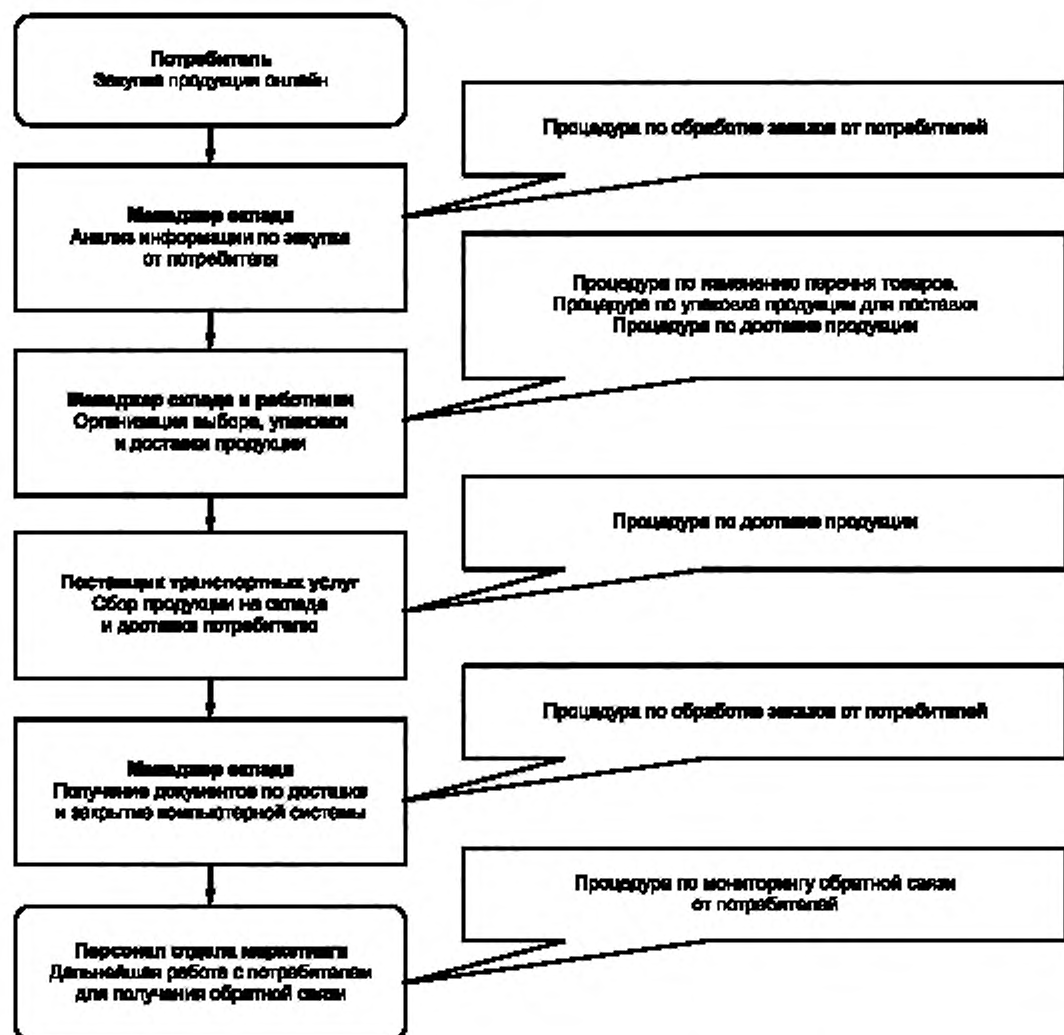 Потребитель
Закупка продукции онлайн
Процедура по обработке заказов от потребителей
Менеджер склада
Анализ информации по закупке
от потребителя
Процедура по изменению перечня товаров.
Процедура по упаковке продукции для поставки
Процедура по доставке продукции
Менеджер склада и работники
Организация выбора, упаковки
и доставки продукции
Процедура по доставке продукции
Поставщик транспортных услуг
Сбор продукции на складе
и доставка потребителю
Процедура по обработке заказов от потребителей
Менеджер склада
Получение документов по доставке
и закрытие компьютерной системы
Процедура по мониторингу обратной связи
от потребителей
Персонал отдела маркетинга
Дальнейшая работа с потребителем
для получения обратной связи